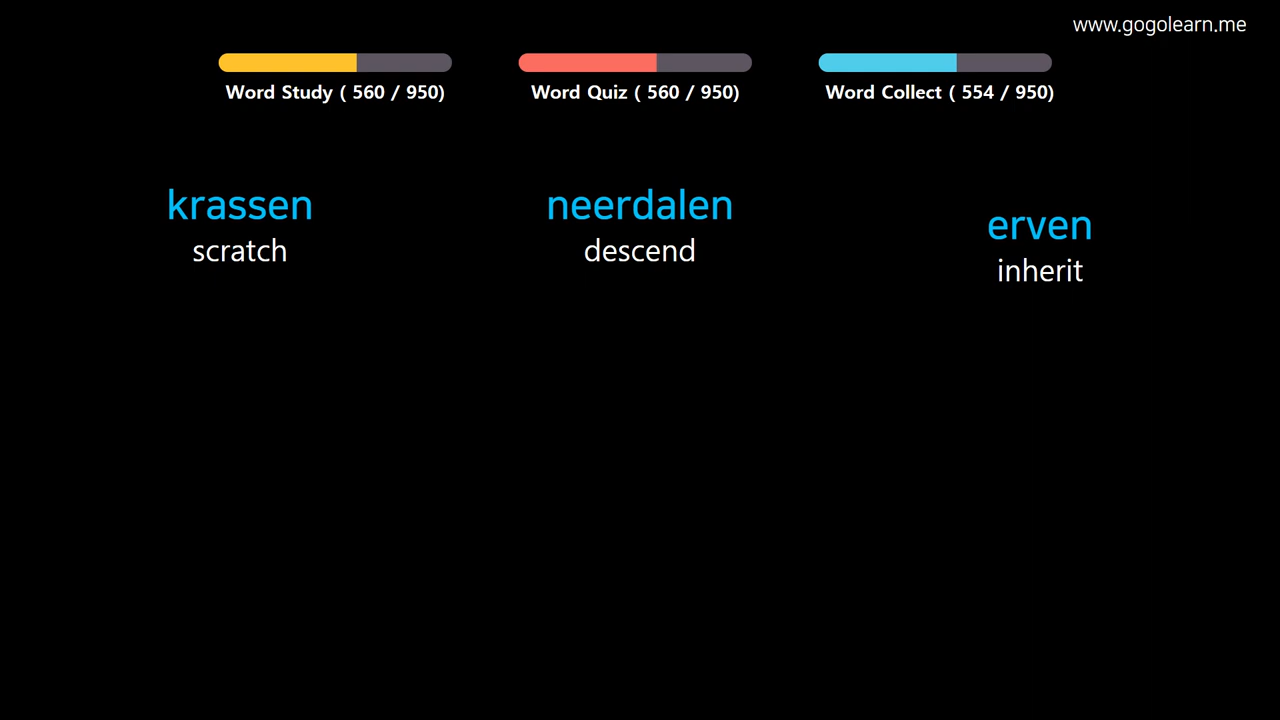 www.gogolearn.me
Word Study ( 560 / 950)
Word Quiz ( 560 / 950)
Word Collect ( 554 / 950)
krassen
scratch
neerdalen
descend
erven
inherit